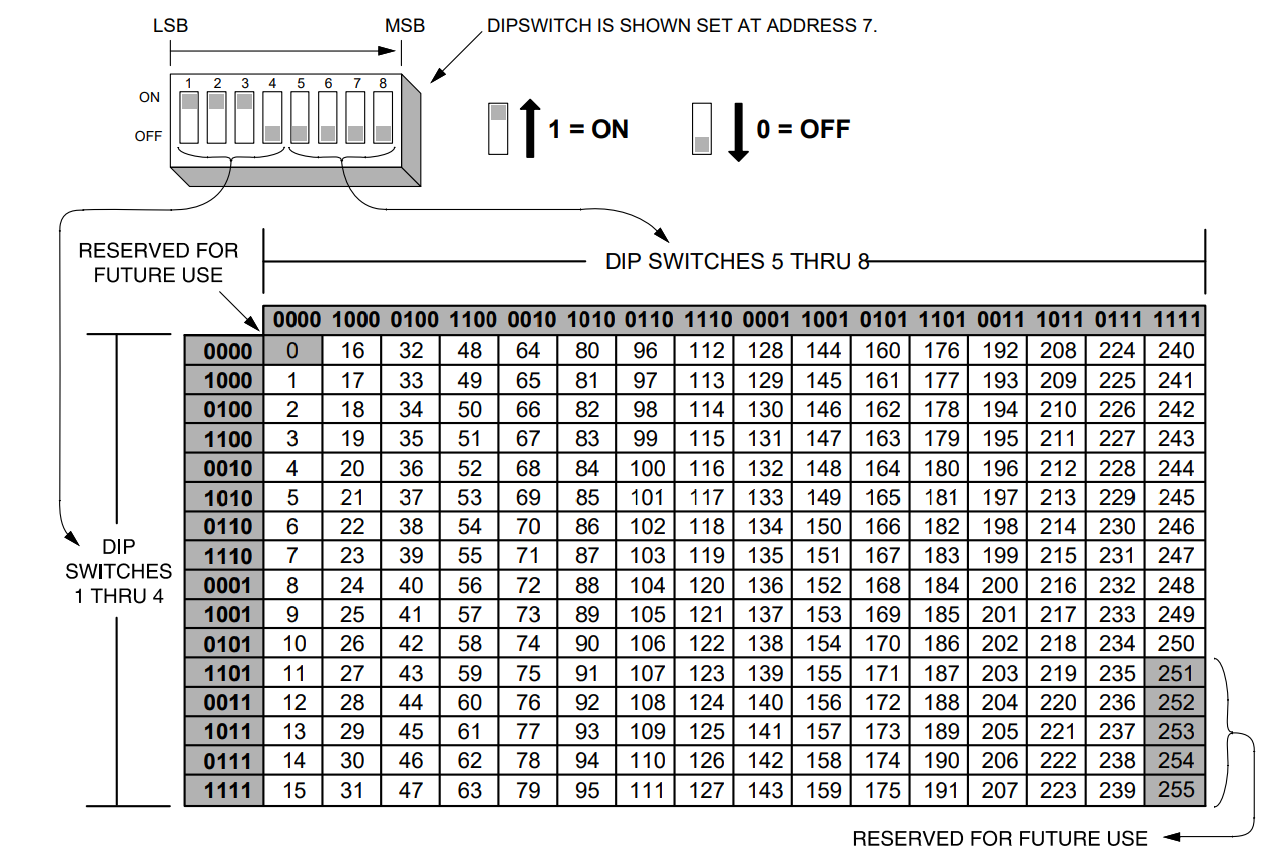 LSB MSB DIPSWITCH IS SHOWN SET AT ADDRESS 7.
1 2 3 4 5 6 7 8
ON
OFF
1 = ON 0 = OFF
RESERVED FOR
FUTURE USE
DIP SWITCHES 5 THRU 8
0000 1000 0100 1100 0010 1010 0110 1110 0001 1001 0101 1101 0011 1011 0111 1111
0000 0 16 32 48 64 80 96 112 128 144 160 176 192 208 224 240
1000 1 17 33 49 65 81 97 113 129 145 161 177 193 209 225 241
0100 2 18 34 50 66 82 98 114 130 146 162 178 194 210 226 242
1100 3 19 35 51 67 83 99 115 131 147 163 179 195 211 227 243
0010 4 20 36 52 68 84 100 116 132 148 164 180 196 212 228 244
1010 5 21 37 53 69 85 101 117 133 149 165 181 197 213 229 245
0110 6 22 38 54 70 86 102 118 134 150 166 182 198 214 230 246
1110 7 23 39 55 71 87 103 119 135 151 167 183 199 215 231 247
0001 8 24 40 56 72 88 104 120 136 152 168 184 200 216 232 248
1001 9 25 41 57 73 89 105 121 137 153 169 185 201 217 233 249
0101 10 26 42 58 74 90 106 122 138 154 170 186 202 218 234 250
1101 11 27 43 59 75 91 107 123 139 155 171 187 203 219 235 251
0011 12 28 44 60 76 92 108 124 140 156 172 188 204 220 236 252
1011 13 29 45 61 77 93 109 125 141 157 173 189 205 221 237 253
0111 14 30 46 62 78 94 110 126 142 158 174 190 206 222 238 254
1111 15 31 47 63 79 95 111 127 143 159 175 191 207 223 239 255
DIP
SWITCHES
1 THRU 4
RESERVED FOR FUTURE USE